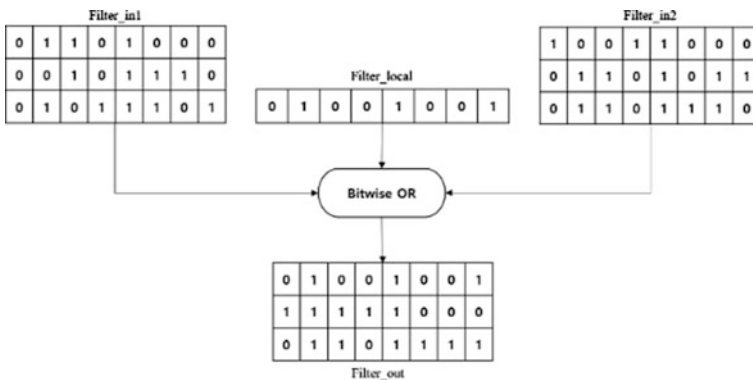 Filter_in1
0 1 1 0 1 0 0 0
0 0 1 0 1 1 1 0
0 1 0 1 1 1 0 1
Filter_local
0 1 0 0 1 0 0 1
Filter_in2
1 0 0 1 1 0 0 0
0 1 1 0 1 0 1 1
0 1 1 0 1 1 1 0
Bitwise OR
0 1 0 0 1 0 0 1
1 1 1 1 1 0 0 0
0 1 1 0 1 1 1 1
Filter_out